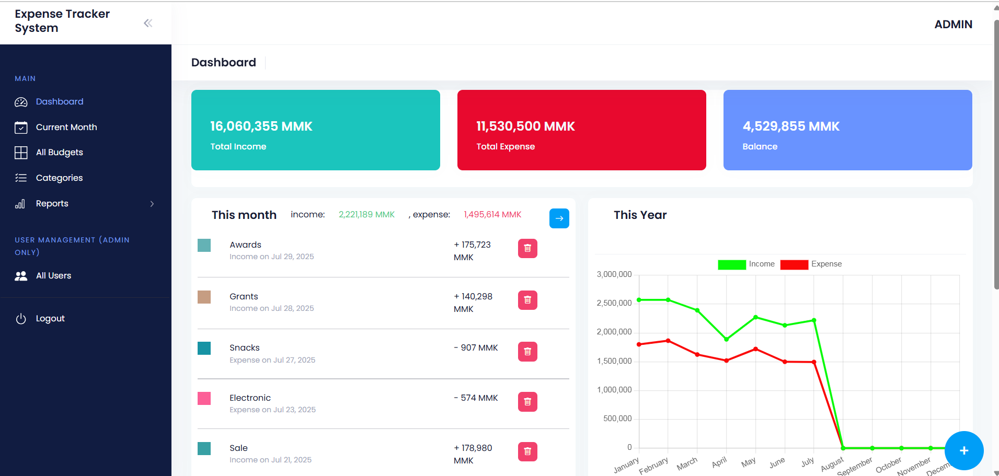 Expense Tracker
System
ADMIN
MAIN
Dashboard
Current Month
All Budgets
Categories
Reports
USER MANAGEMENT (ADMIN
ONLY)
All Users
Logout
Dashboard
16,060,355 MMK
Total Income
11,530,500 MMK
Total Expense
4,529,855 MMK
Balance
This month income: 2,221,189 MMK , expense: 1,495,614 MMK
Awards
Income on Jul 29, 2025
+ 175,723
MMK
Grants
Income on Jul 28, 2025
+ 140,298
MMK
Snacks
Expense on Jul 27, 2025
- 907 MMK
Electronic
Expense on Jul 23, 2025
- 574 MMK
Sale
Income on Jul 21, 2025
+ 178,980
MMK
This Year
Income Expense
3,000,000
2,500,000
2,000,000
1,500,000
1,000,000
500,000
0
January February March April May June July August September October November
+